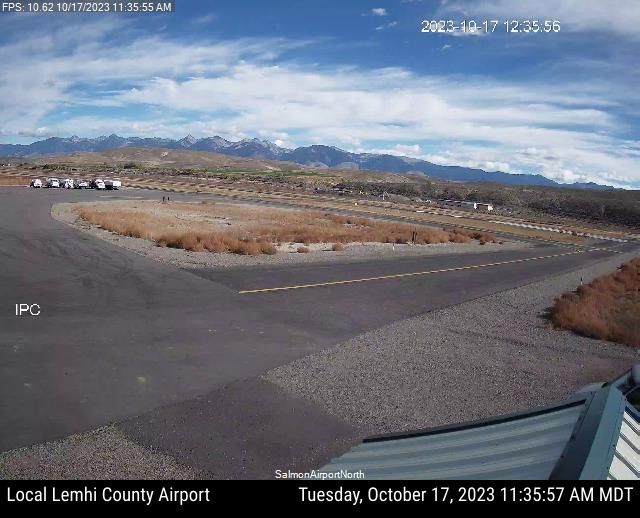 FPS: 10.62 10/17/2023 11:35:55 AM
2023-10-17 12:35:56
IPC
SalmonAirportNorth
Local Lemhi County Airport
Tuesday, October 17, 2023 11:35:57 AM MDT